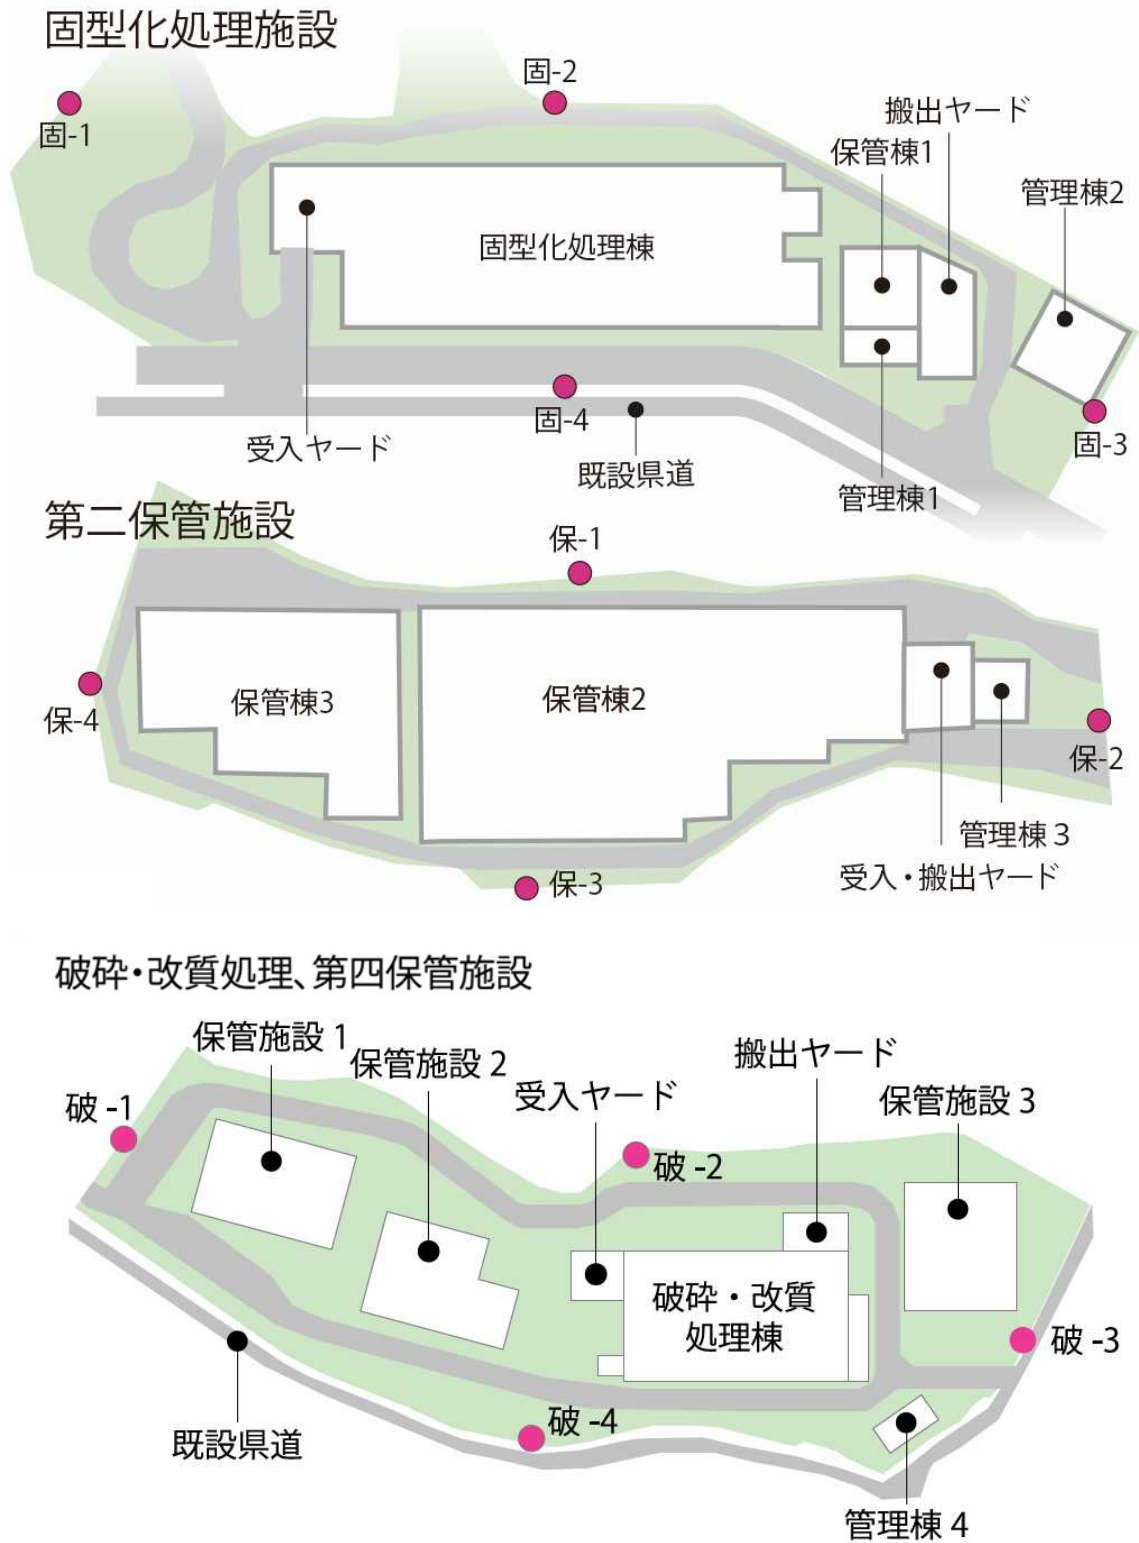 固型化処理施設
固-1
固-2
搬出ヤード
保管棟1
管理棟2
固型化処理棟
固-4
固-3
受入ヤード
既設県道
管理棟1
第二保管施設
保-1
保管棟3
保管棟2
保-4
保-2
管理棟 3
受入・搬出ヤード
保-3
破砕・改質処理、第四保管施設
保管施設 1
保管施設 2
搬出ヤード
受入ヤード
保管施設 3
破 -1
破 -2
破砕・改質
処理棟
破 -3
破 -4
既設県道
管理棟 4